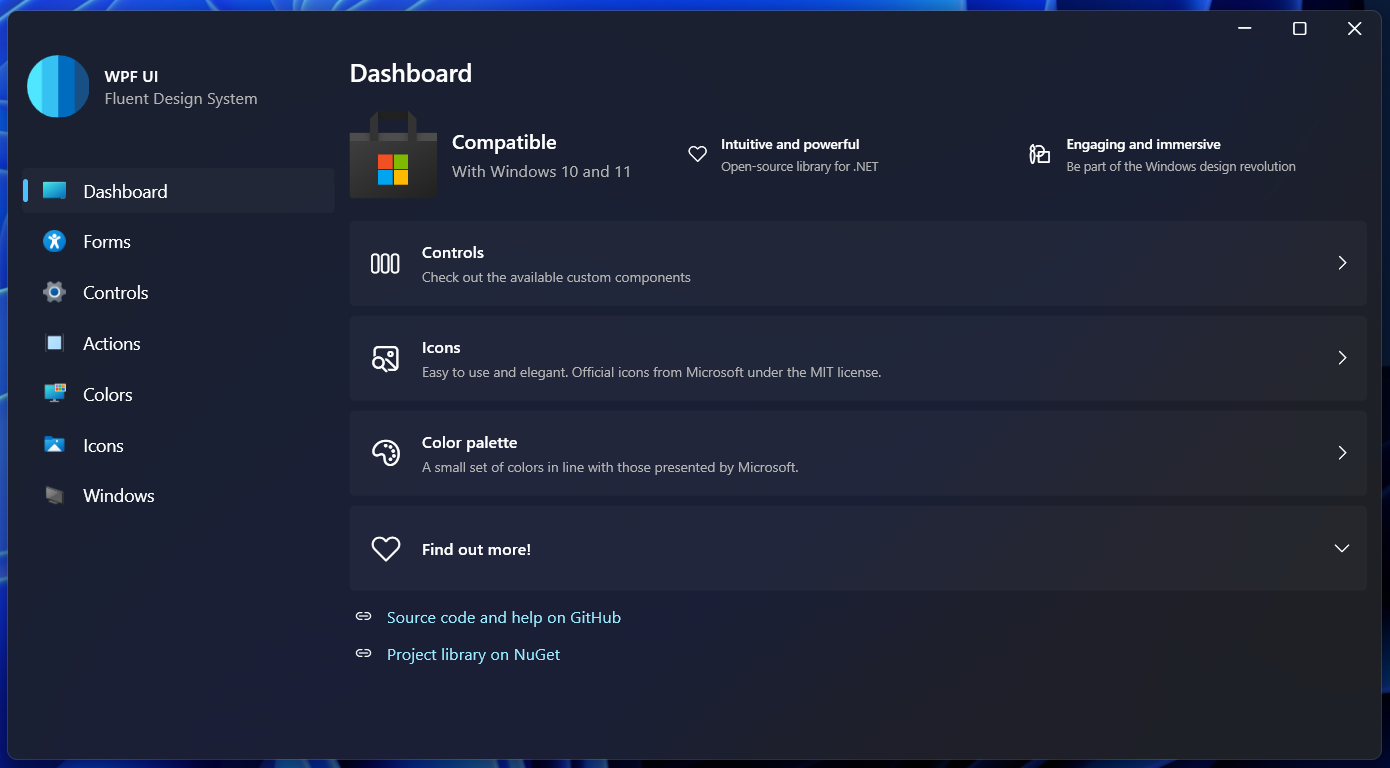 WPF UI
Fluent Design System
Dashboard
Forms
Controls
Actions
Colors
Icons
Windows
Dashboard
Compatible
With Windows 10 and 11
Intuitive and powerful
Open-source library for .NET
Engaging and immersive
Be part of the Windows design revolution
Controls
Check out the available custom components
Icons
Easy to use and elegant. Official icons from Microsoft under the MIT license.
Color palette
A small set of colors in line with those presented by Microsoft.
Find out more!
Source code and help on GitHub
Project library on NuGet